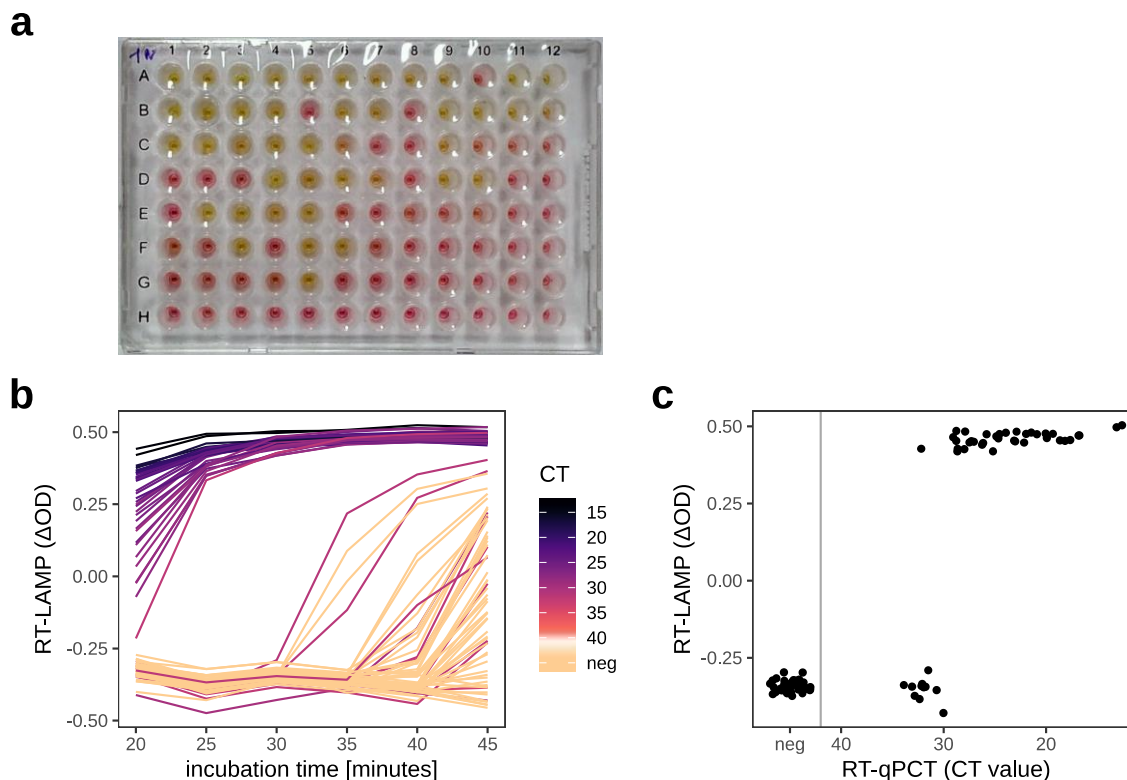 a
1 2 3 4 5 6 7 8 9 10 11 12
A
B
C
D
E
F
G
H
b
RT-LAMP (ΔOD)
0.50
0.25
0.00
-0.25
-0.50
20 25 30 35 40 45
incubation time [minutes]
CT
15
20
25
30
35
40
neg
c
RT-LAMP (ΔOD)
0.50
0.25
0.00
-0.25
neg 40 30 20
RT-qPCT (CT value)